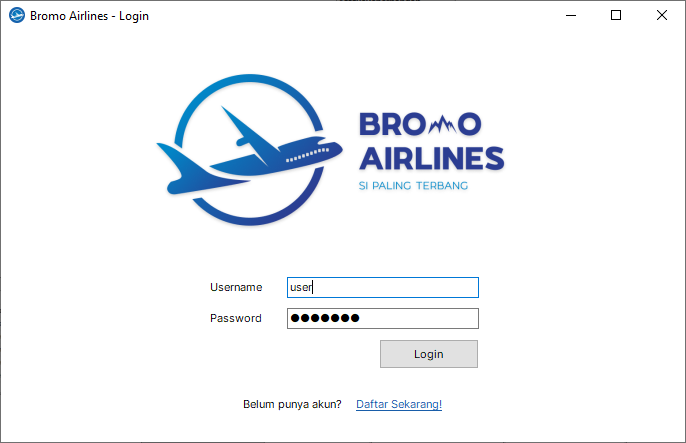 Bromo Airlines - Login
BROMO
AIRLINES
SI PALING TERBANG
Username
user
Password
●●●●●●●
Login
Belum punya akun? Daftar Sekarang!